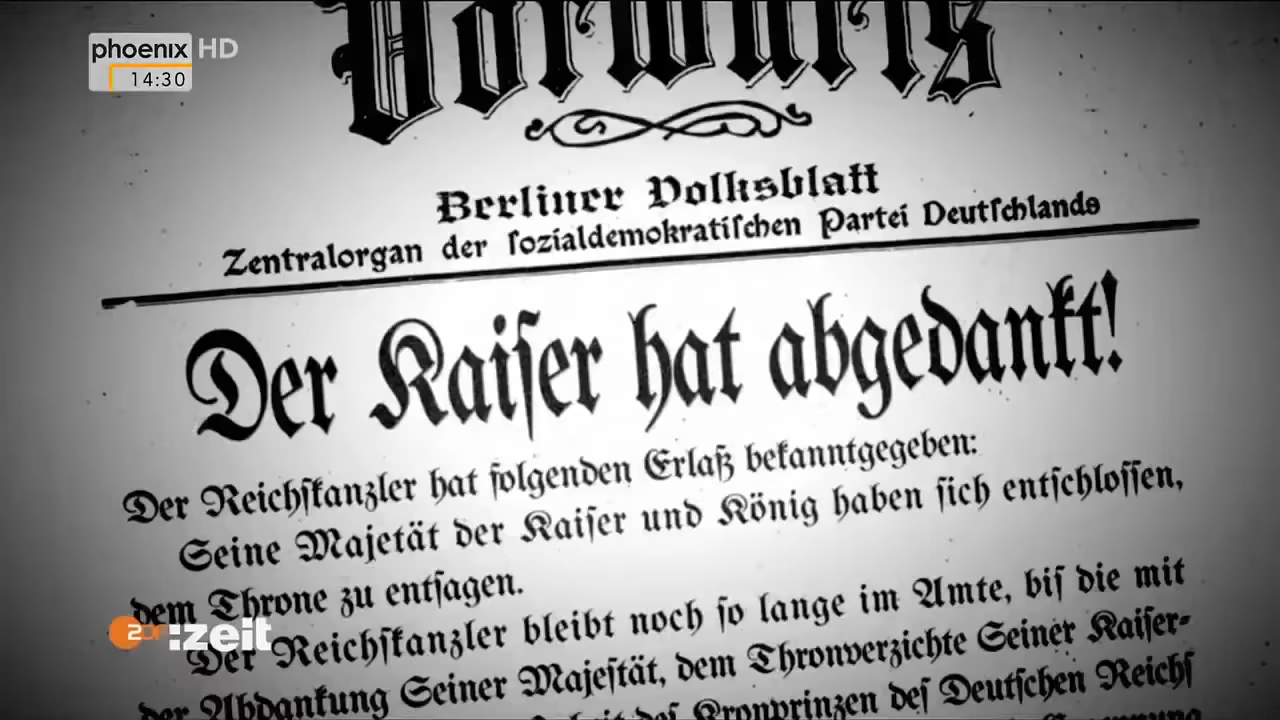 phoenix HD
14:30
Vorwärts
Berliner Volksblatt
Zentralorgan der ſozialdemokratiſchen Partei Deutſchlands
Der Kaiſer hat abgedankt!
Der Reichſkanzler hat folgenden Erlaß bekanntgegeben:
Seine Majetät der Kaiſer und König haben ſich entſchloſſen,
dem Throne zu entſagen.
Der Reichſkanzler bleibt noch ſo lange im Amte, biſ die mit
der Abdankung Seiner Majeſtät, dem Thronverzichte Seiner Kaiſer-
deſ Kronprinzen deſ Deutſchen Reichſ
ZDF:zeit